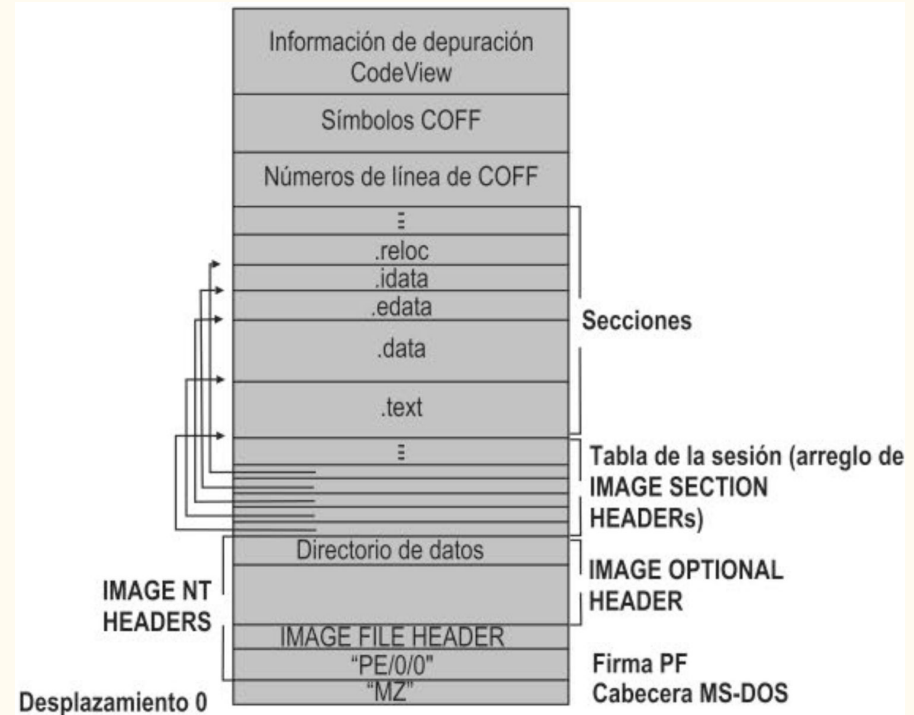 Información de depuración
CodeView
Símbolos COFF
Números de línea de COFF
.reloc
.idata
.edata
.data
.text
Secciones
Tabla de la sesión (arreglo de
IMAGE SECTION
HEADERs)
Directorio de datos
IMAGE OPTIONAL
HEADER
IMAGE NT
HEADERS
IMAGE FILE HEADER
“PE/0/0"
Firma PF
“MZ”
Cabecera MS-DOS
Desplazamiento 0